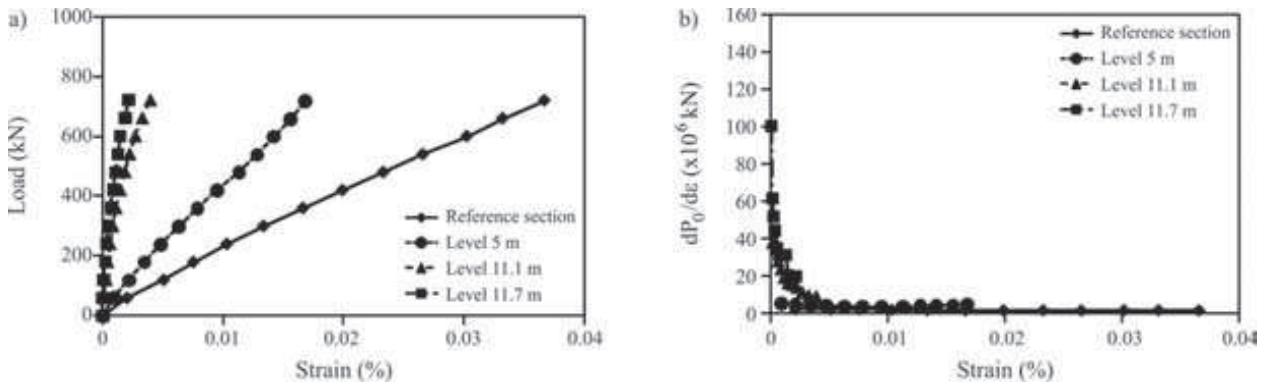 a)
1000
800
600
400
200
0
Load (kN)
0
0.01
0.02
0.03
0.04
Strain (%)
Reference section
Level 5 m
Level 11.1 m
Level 11.7 m
b)
160
140
120
100
80
60
40
20
0
dP₀/dε (x10⁶ kN)
0
0.01
0.02
0.03
0.04
Strain (%)
Reference section
Level 5 m
Level 11.1 m
Level 11.7 m